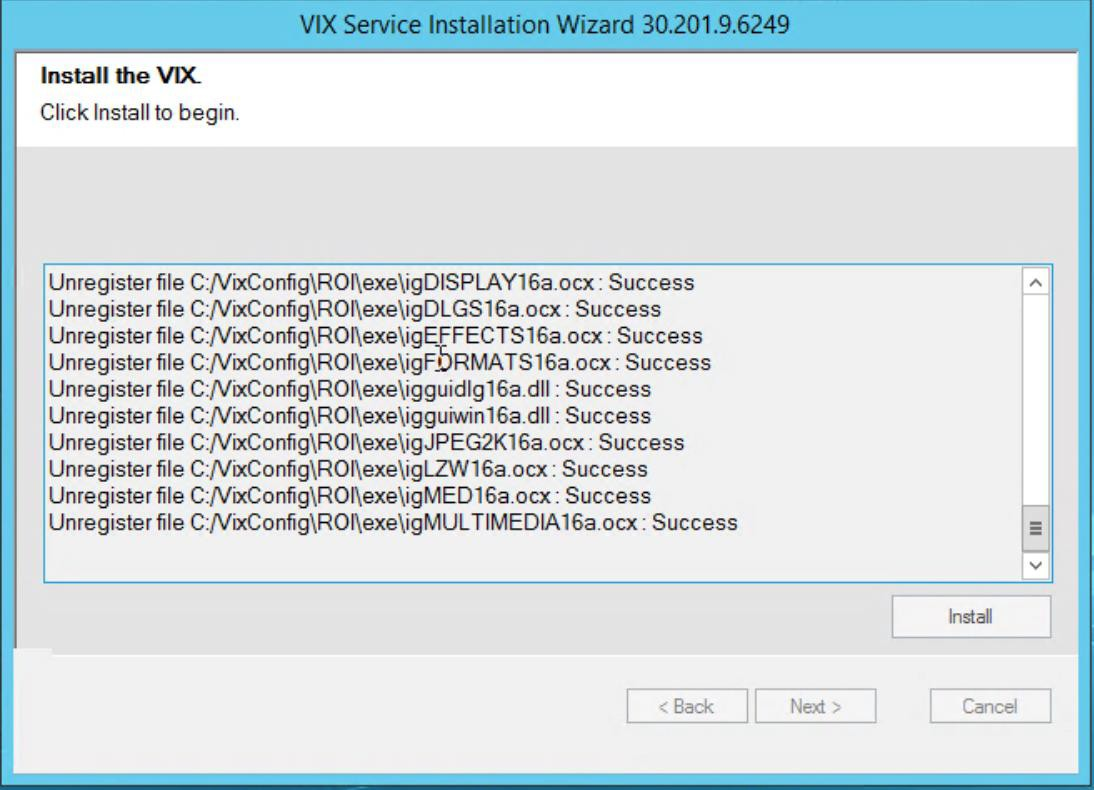 VIX Service Installation Wizard 30.201.9.6249
Install the VIX.
Click Install to begin.
Unregister file C:/VixConfig\ROI\exe\igDISPLAY16a.ocx : Success
Unregister file C:/VixConfig\ROI\exe\igDLGS16a.ocx : Success
Unregister file C:/VixConfig\ROI\exe\igEFFECTS16a.ocx : Success
Unregister file C:/VixConfig\ROI\exe\igFORMATS16a.ocx : Success
Unregister file C:/VixConfig\ROI\exe\igguidlg16a.dll : Success
Unregister file C:/VixConfig\ROI\exe\igguiwin16a.dll : Success
Unregister file C:/VixConfig\ROI\exe\igJPEG2K16a.ocx : Success
Unregister file C:/VixConfig\ROI\exe\igLZW16a.ocx : Success
Unregister file C:/VixConfig\ROI\exe\igMED16a.ocx : Success
Unregister file C:/VixConfig\ROI\exe\igMULTIMEDIA16a.ocx : Success
Install
< Back Next > Cancel